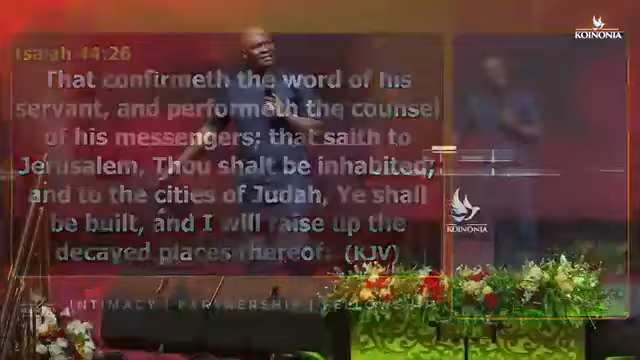 KOINONIA
Isaiah 44:26
That confirmeth the word of his
servant, and performeth the counsel
of his messengers; that saith to
Jerusalem, Thou shalt be inhabited;
and to the cities of Judah, Ye shall
be built, and I will raise up the
decayed places thereof: (KJV)
KOINONIA
INTIMACY | PARTNERSHIP | FELLOWSHIP